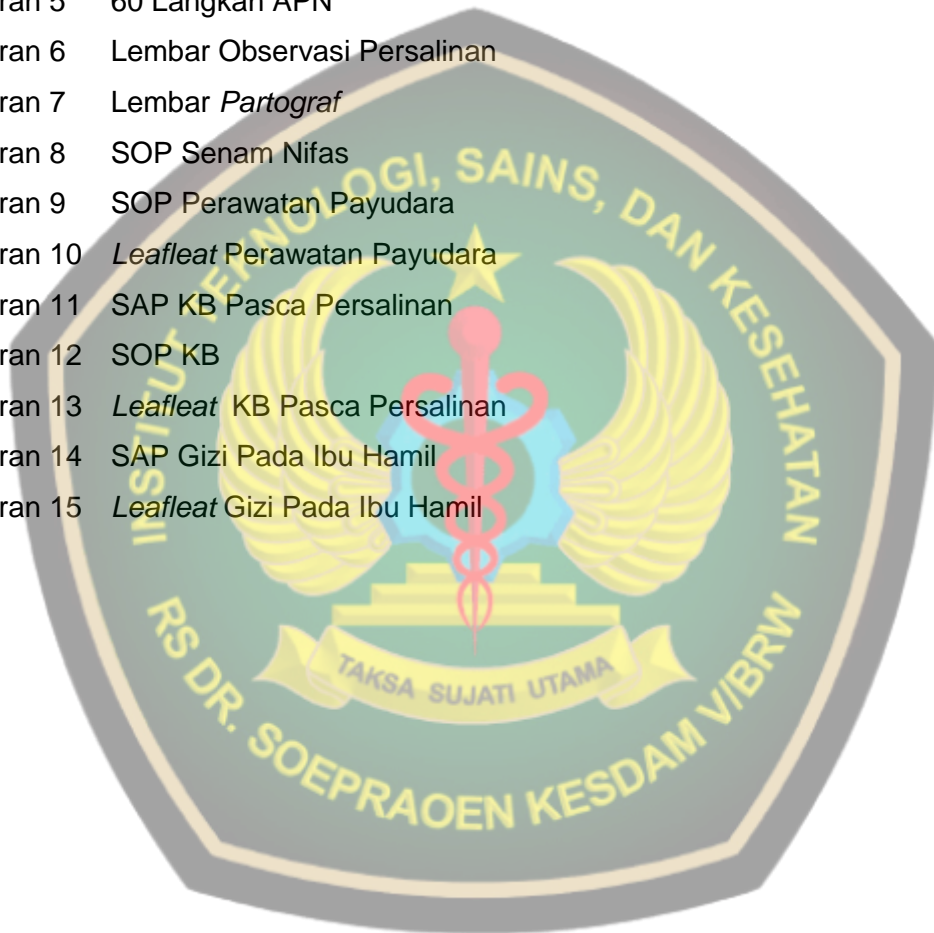 ran 5 60 Langkah APN
ran 6 Lembar Observasi Persalinan
ran 7 Lembar Partograf
ran 8 SOP Senam Nifas
ran 9 SOP Perawatan Payudara
ran 10 Leafleat Perawatan Payudara
ran 11 SAP KB Pasca Persalinan
ran 12 SOP KB
ran 13 Leafleat KB Pasca Persalinan
ran 14 SAP Gizi Pada Ibu Hamil
ran 15 Leafleat Gizi Pada Ibu Hamil
INSTITUT TEKNOLOGI, SAINS, DAN KESEHATAN
TAKSA SUJATI UTAMA
RS DR. SOEPRAOEN KESDAM V/BRW